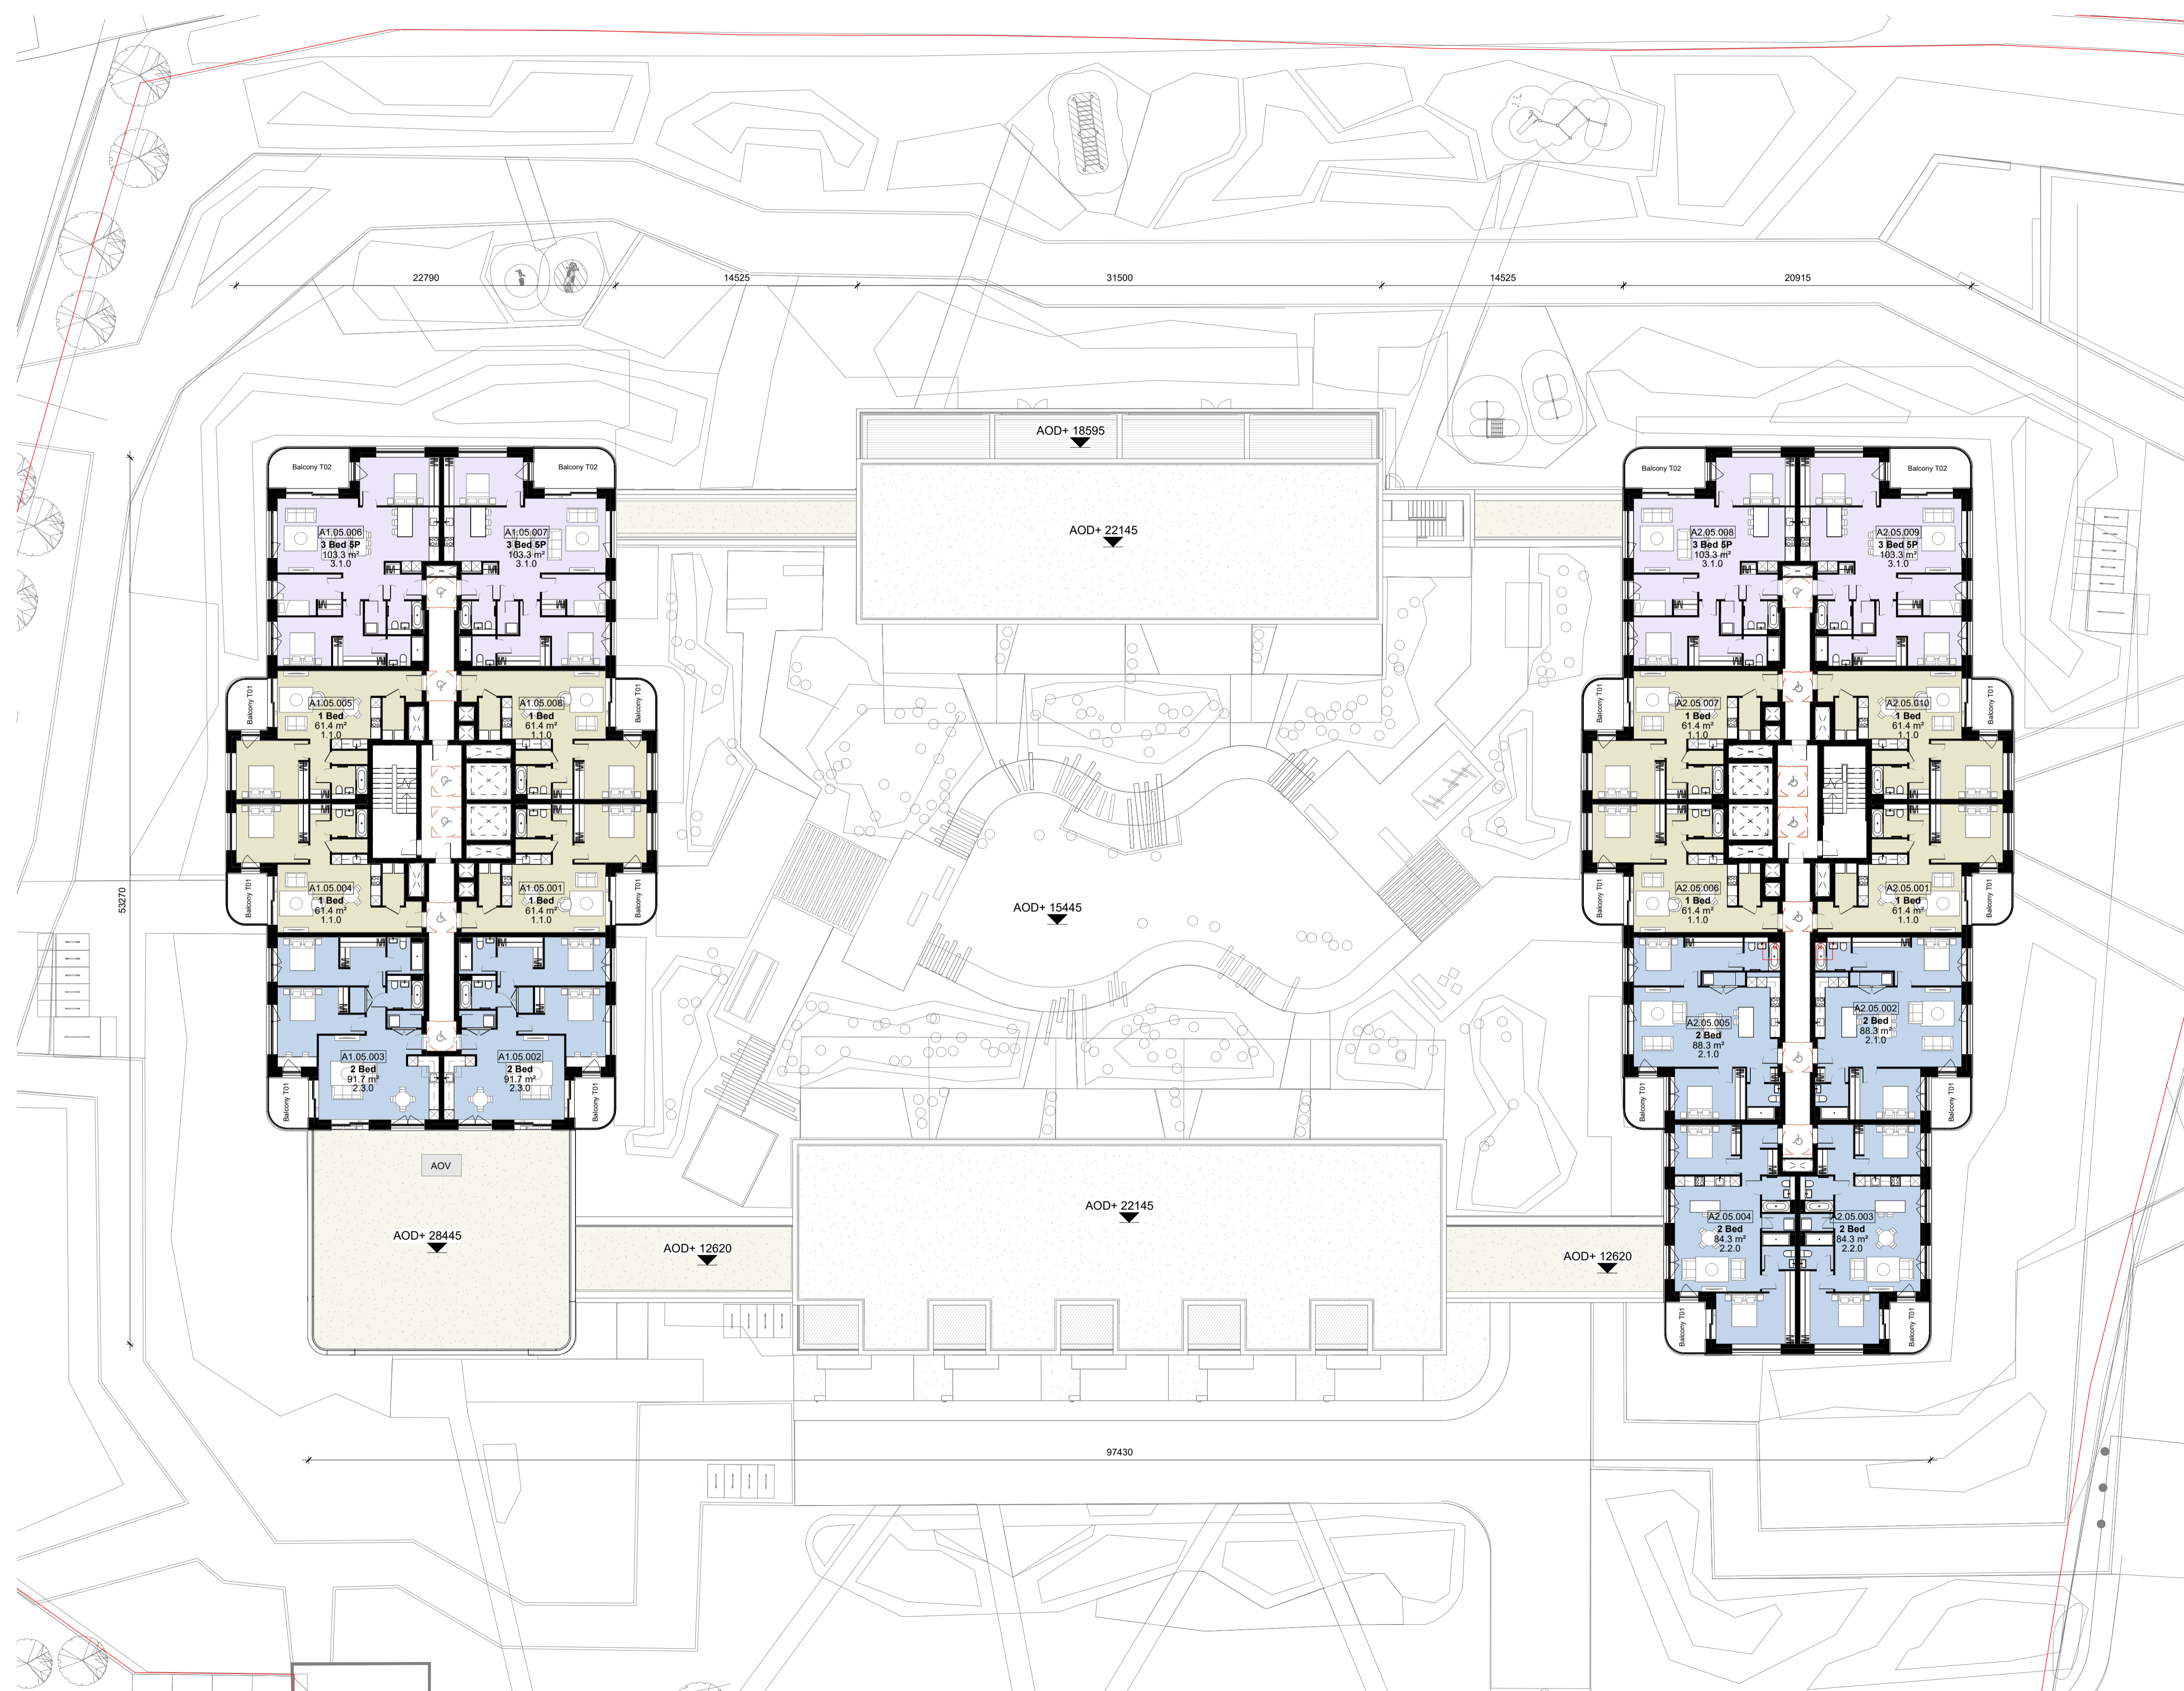 22790
14525
31500
14525
20915
AOD+ 18595
AOD+ 22145
Balcony T02
Balcony T02
Balcony T02
Balcony T02
A1.05.006
3 Bed 5P
103.3 m²
3.1.0
A1.05.007
3 Bed 5P
103.3 m²
3.1.0
A2.05.008
3 Bed 5P
103.3 m²
3.1.0
A2.05.009
3 Bed 5P
103.3 m²
3.1.0
Balcony T01
A1.05.005
1 Bed
61.4 m²
1.1.0
A1.05.008
1 Bed
61.4 m²
1.1.0
Balcony T01
Balcony T01
A2.05.007
1 Bed
61.4 m²
1.1.0
A2.05.010
1 Bed
61.4 m²
1.1.0
Balcony T01
53270
Balcony T01
A1.05.004
1 Bed
61.4 m²
1.1.0
A1.05.001
1 Bed
61.4 m²
1.1.0
Balcony T01
AOD+ 15445
Balcony T01
A2.05.006
1 Bed
61.4 m²
1.1.0
A2.05.001
1 Bed
61.4 m²
1.1.0
Balcony T01
A1.05.003
2 Bed
91.7 m²
2.3.0
A1.05.002
2 Bed
91.7 m²
2.3.0
Balcony T01
Balcony T01
A2.05.005
2 Bed
88.3 m²
2.1.0
A2.05.002
2 Bed
88.3 m²
2.1.0
Balcony T01
Balcony T01
AOV
AOD+ 28445
AOD+ 12620
AOD+ 22145
AOD+ 12620
A2.05.004
2 Bed
84.3 m²
2.2.0
A2.05.003
2 Bed
84.3 m²
2.2.0
Balcony T01
Balcony T01
97430